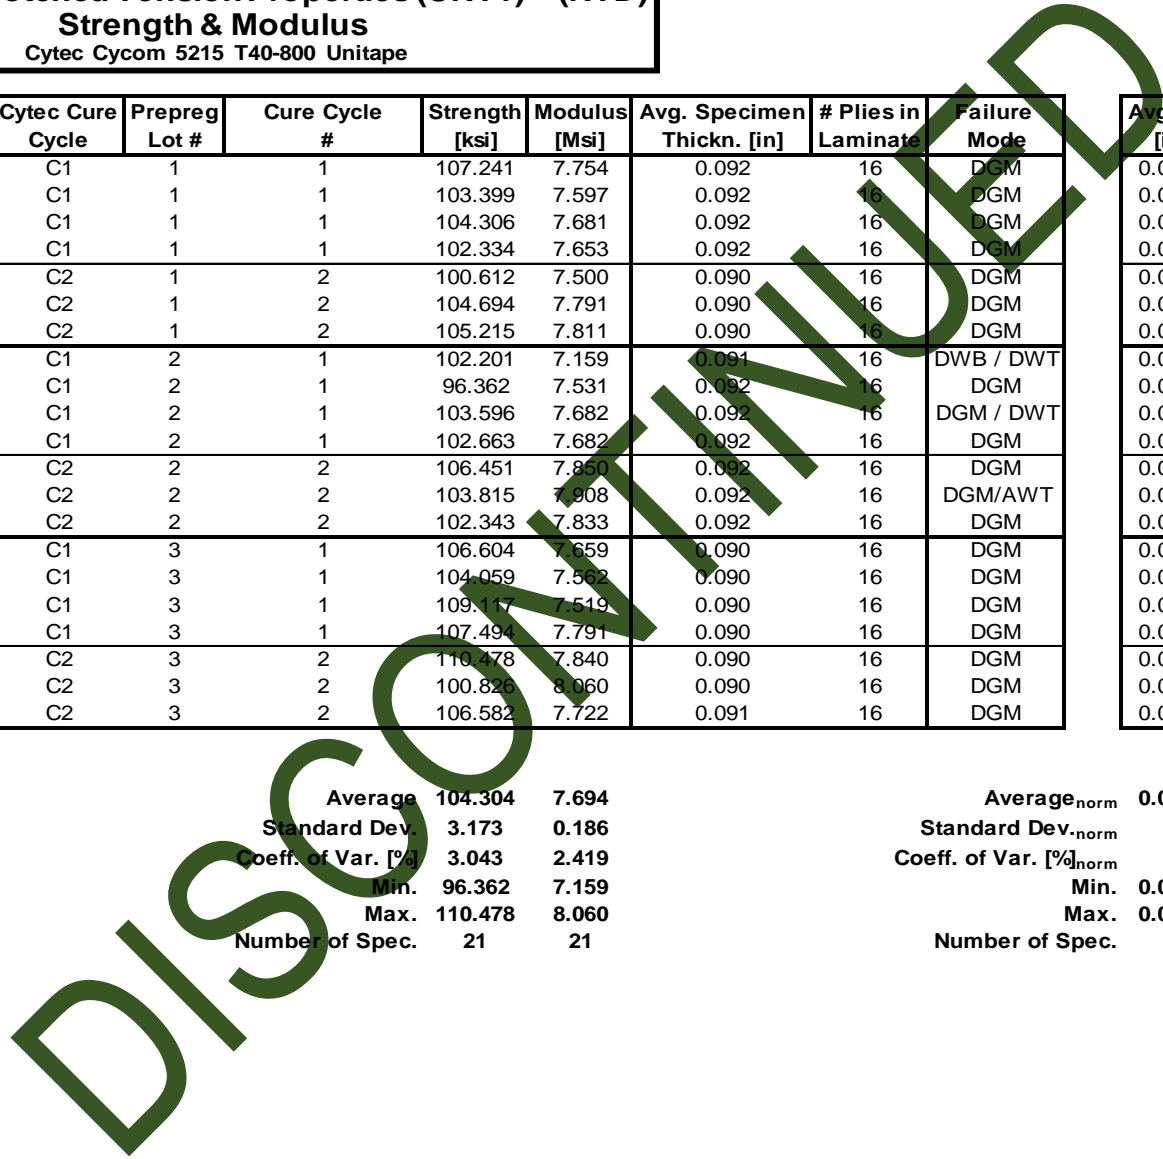 Strength & Modulus
Cytec Cycom 5215 T40-800 Unitape
Cytec Cure Prepreg Cure Cycle Strength Modulus Avg. Specimen # Plies in Failure
Cycle Lot # # [ksi] [Msi] Thickn. [in] Laminate Mode
C1 1 1 107.241 7.754 0.092 16 DGM
C1 1 1 103.399 7.597 0.092 16 DGM
C1 1 1 104.306 7.681 0.092 16 DGM
C1 1 1 102.334 7.653 0.092 16 DGM
C2 1 2 100.612 7.500 0.090 16 DGM
C2 1 2 104.694 7.791 0.090 16 DGM
C2 1 2 105.215 7.811 0.090 16 DGM
C1 2 1 102.201 7.159 0.091 16 DWB / DWT
C1 2 1 96.362 7.531 0.092 16 DGM
C1 2 1 103.596 7.682 0.092 16 DGM / DWT
C1 2 1 102.663 7.682 0.092 16 DGM
C2 2 2 106.451 7.850 0.092 16 DGM
C2 2 2 103.815 7.908 0.092 16 DGM/AWT
C2 2 2 102.343 7.833 0.092 16 DGM
C1 3 1 106.604 7.659 0.090 16 DGM
C1 3 1 104.059 7.562 0.090 16 DGM
C1 3 1 109.117 7.519 0.090 16 DGM
C1 3 1 107.494 7.791 0.090 16 DGM
C2 3 2 110.478 7.840 0.090 16 DGM
C2 3 2 100.826 8.060 0.090 16 DGM
C2 3 2 106.582 7.722 0.091 16 DGM
Average 104.304 7.694 Averagenorm
Standard Dev. 3.173 0.186 Standard Dev.norm
Coeff. of Var. [%] 3.043 2.419 Coeff. of Var. [%]norm
Min. 96.362 7.159 Min.
Max. 110.478 8.060 Max.
Number of Spec. 21 21 Number of Spec.
DISCONTINUED